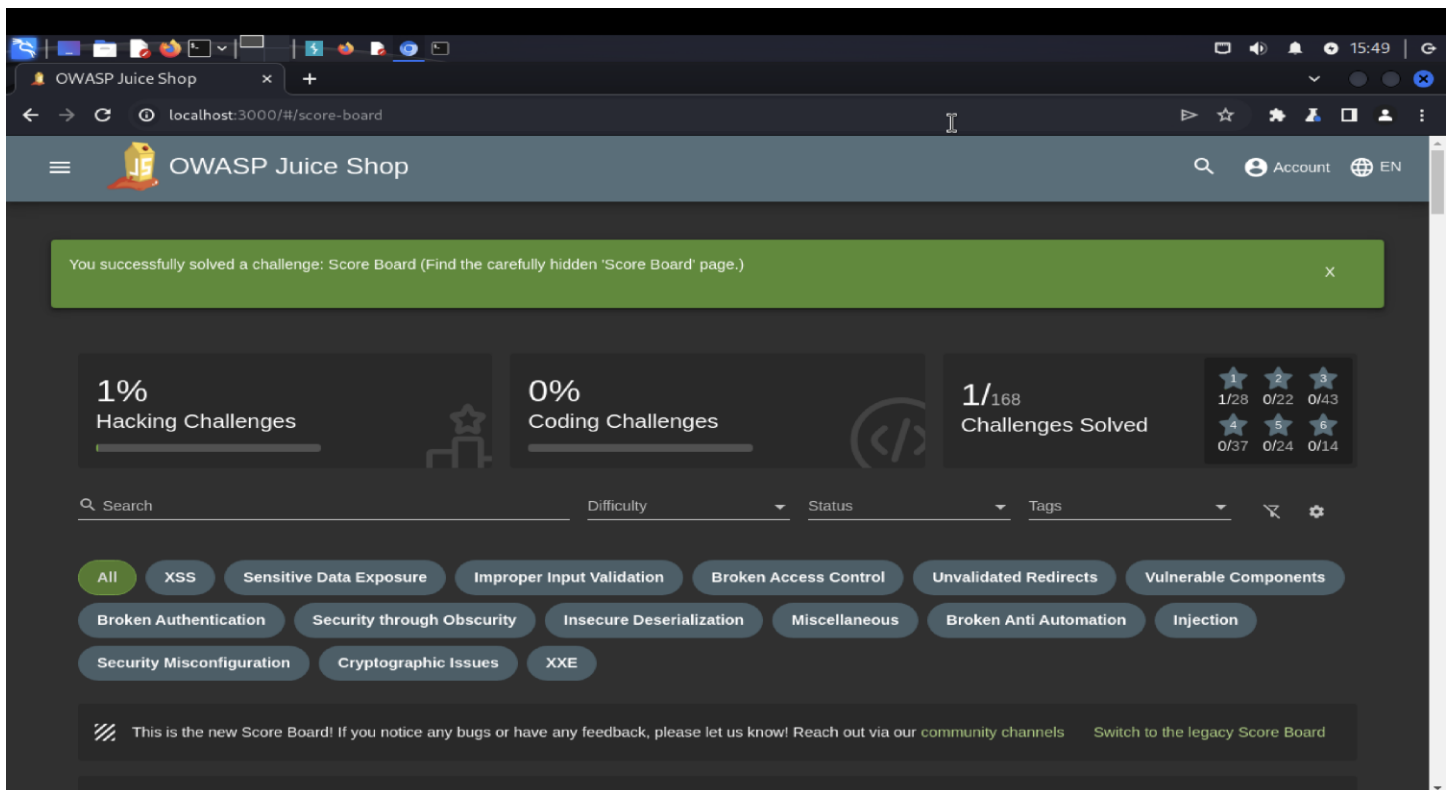 15:49
OWASP Juice Shop × +
localhost:3000/#/score-board
OWASP Juice Shop Account EN
You successfully solved a challenge: Score Board (Find the carefully hidden 'Score Board' page.) X
1% 0% 1/168 1 2 3
Hacking Challenges Coding Challenges Challenges Solved 1/28 0/22 0/43
4 5 6
0/37 0/24 0/14
Search Difficulty Status Tags
All XSS Sensitive Data Exposure Improper Input Validation Broken Access Control Unvalidated Redirects Vulnerable Components
Broken Authentication Security through Obscurity Insecure Deserialization Miscellaneous Broken Anti Automation Injection
Security Misconfiguration Cryptographic Issues XXE
This is the new Score Board! If you notice any bugs or have any feedback, please let us know! Reach out via our community channels Switch to the legacy Score Board